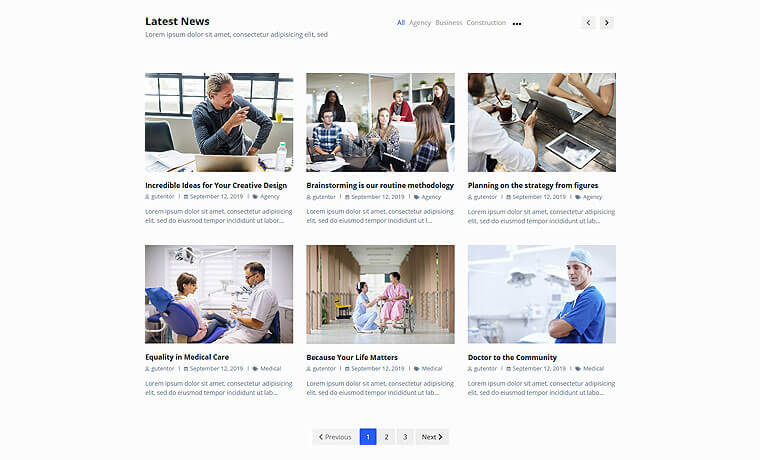 Latest News
Lorem ipsum dolor sit amet, consectetur adipisicing elit, sed
All Agency Business Construction •••
Incredible Ideas for Your Creative Design
gutentor | September 12, 2019 | Agency
Lorem ipsum dolor sit amet, consectetur adipisicing
elit, sed do eiusmod tempor incididunt ut labor...
Brainstorming is our routine methodology
gutentor | September 12, 2019 | Agency
Lorem ipsum dolor sit amet, consectetur adipisicing
elit, sed do eiusmod tempor incididunt ut l...
Planning on the strategy from figures
gutentor | September 12, 2019 | Agency
Lorem ipsum dolor sit amet, consectetur adipisicing
elit, sed do eiusmod tempor incididunt ut labo...
Equality in Medical Care
gutentor | September 12, 2019 | Medical
Lorem ipsum dolor sit amet, consectetur adipisicing
elit, sed do eiusmod tempor incididunt ut labo...
Because Your Life Matters
gutentor | September 12, 2019 | Medical
Lorem ipsum dolor sit amet, consectetur adipisicing
elit, sed do eiusmod tempor incididunt ut labo...
Doctor to the Community
gutentor | September 12, 2019 | Medical
Lorem ipsum dolor sit amet, consectetur adipisicing
elit, sed do eiusmod tempor incididunt ut labo...
Previous 1 2 3 Next